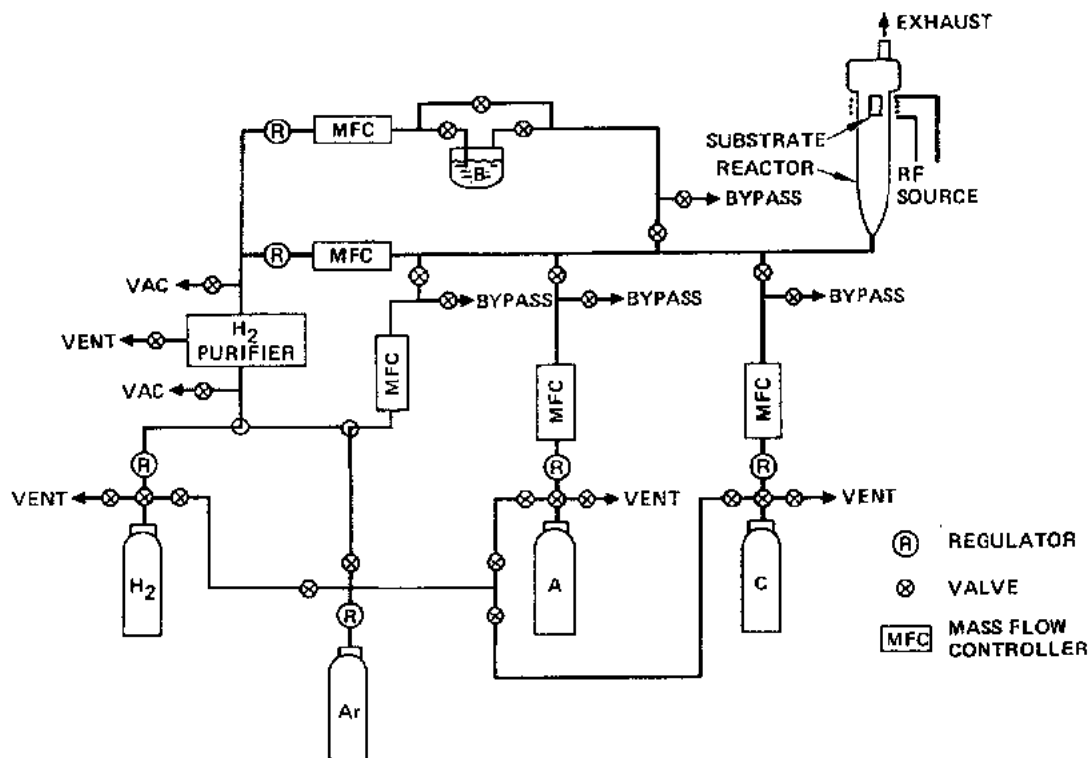 EXHAUST
R
MFC
B
SUBSTRATE
REACTOR
RF
SOURCE
BYPASS
R
MFC
VAC
BYPASS
BYPASS
BYPASS
VENT
H2
PURIFIER
MFC
MFC
MFC
VAC
R
R
R
VENT
VENT
VENT
H2
A
C
R
Ar
R REGULATOR
VALVE
MFC MASS FLOW
CONTROLLER